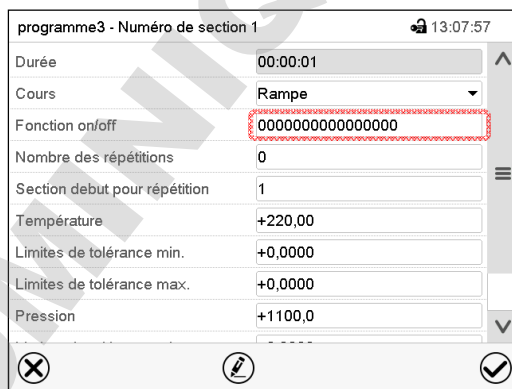 programme3 - Numéro de section 1 13:07:57
Durée 00:00:01
Cours Rampe
Fonction on/off 0000000000000000
Nombre des répétitions 0
Section debut pour répétition 1
Température +220,00
Limites de tolérance min. +0,0000
Limites de tolérance max. +0,0000
Pression +1100,0